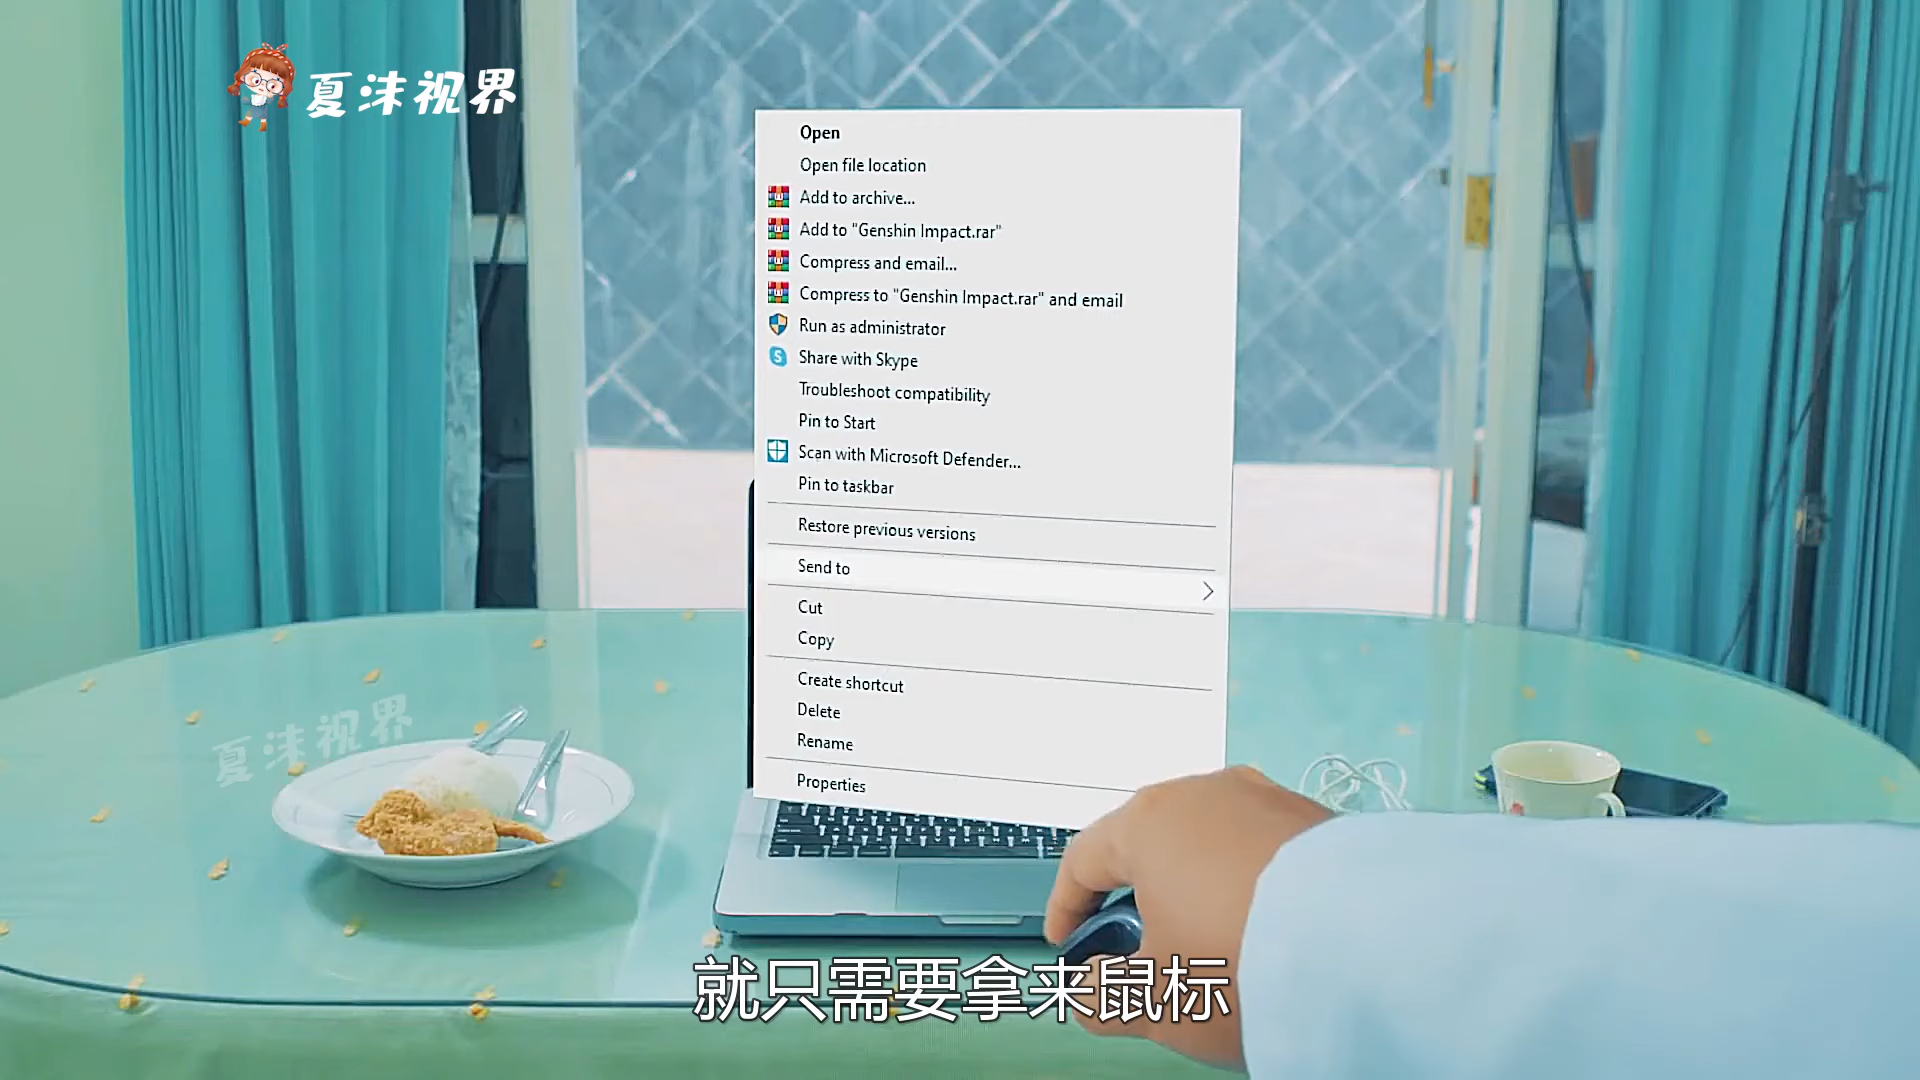 夏沫视界
Open
Open file location
Add to archive...
Add to "Genshin Impact.rar"
Compress and email...
Compress to "Genshin Impact.rar" and email
Run as administrator
Share with Skype
Troubleshoot compatibility
Pin to Start
Scan with Microsoft Defender...
Pin to taskbar
Restore previous versions
Send to
Cut
Copy
Create shortcut
Delete
Rename
Properties
夏沫视界
就只需要拿来鼠标